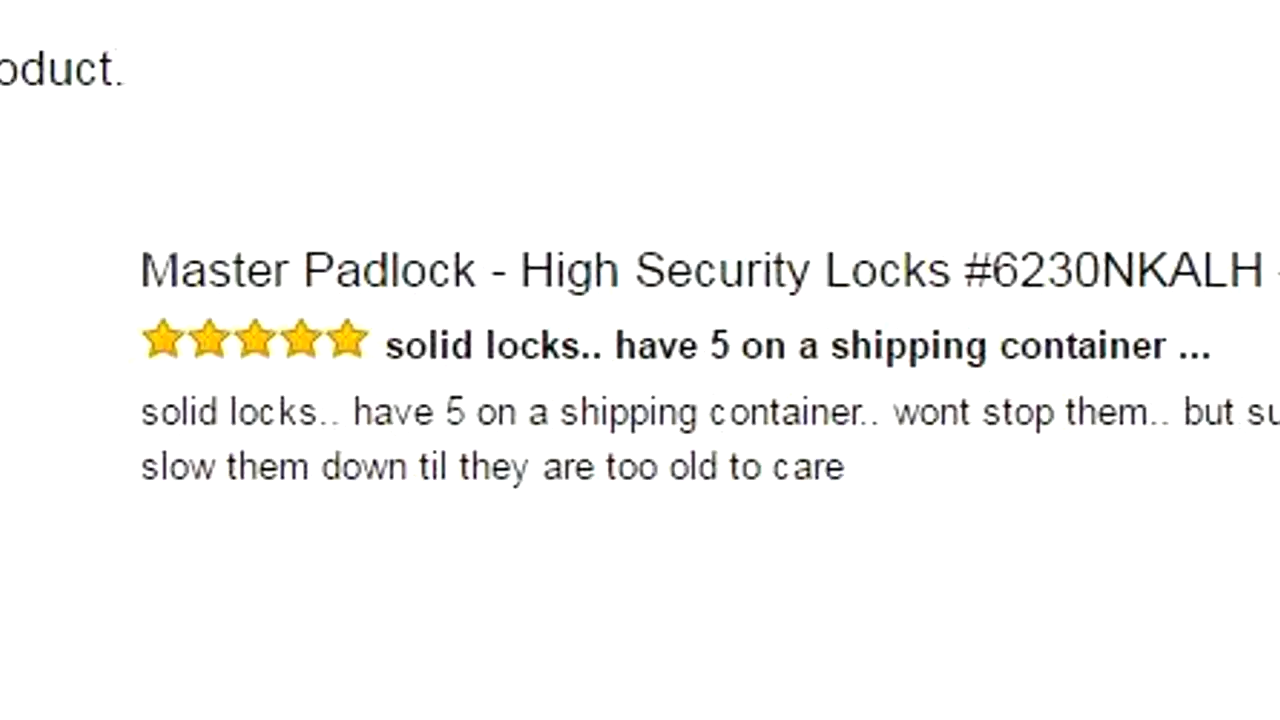 oduct.
Master Padlock - High Security Locks #6230NKALH
solid locks.. have 5 on a shipping container ...
solid locks.. have 5 on a shipping container.. wont stop them.. but su
slow them down til they are too old to care